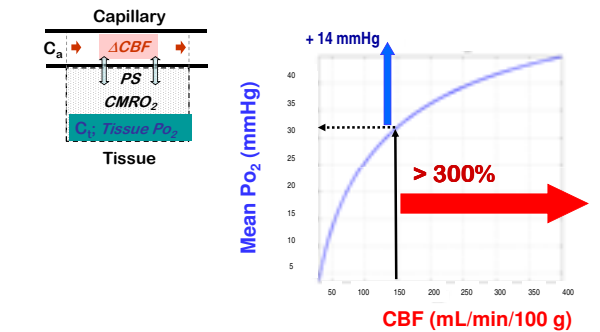 Capillary
Ca ΔCBF
PS
CMRO2
Ct; Tissue Po2
Tissue
+ 14 mmHg
Mean Po2 (mmHg)
40
35
30
25
20
15
10
5
> 300%
50 100 150 200 250 300 350 400
CBF (mL/min/100 g)